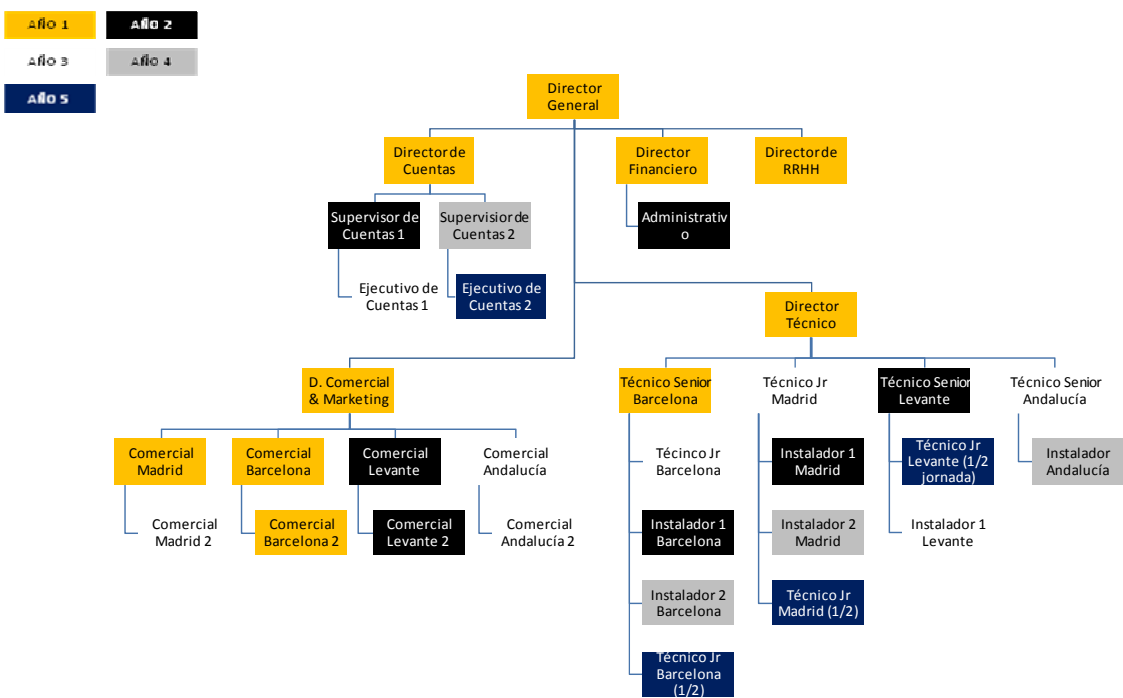 AÑO 1
AÑO 2
AÑO 3
AÑO 4
AÑO 5
Director
General
Director de
Cuentas
Director
Financiero
Director de
RRHH
Supervisor de
Cuentas 1
Supervisior de
Cuentas 2
Administrativ
o
Ejecutivo de
Cuentas 1
Ejecutivo de
Cuentas 2
Director
Técnico
D. Comercial
& Marketing
Técnico Senior
Barcelona
Técnico Jr
Madrid
Técnico Senior
Levante
Técnico Senior
Andalucía
Comercial
Madrid
Comercial
Barcelona
Comercial
Levante
Comercial
Andalucía
Técinco Jr
Barcelona
Instalador 1
Madrid
Técnico Jr
Levante (1/2
jornada)
Instalador
Andalucía
Comercial
Madrid 2
Comercial
Barcelona 2
Comercial
Levante 2
Comercial
Andalucía 2
Instalador 1
Barcelona
Instalador 2
Madrid
Instalador 1
Levante
Instalador 2
Barcelona
Técnico Jr
Madrid (1/2)
Técnico Jr
Barcelona
(1/2)